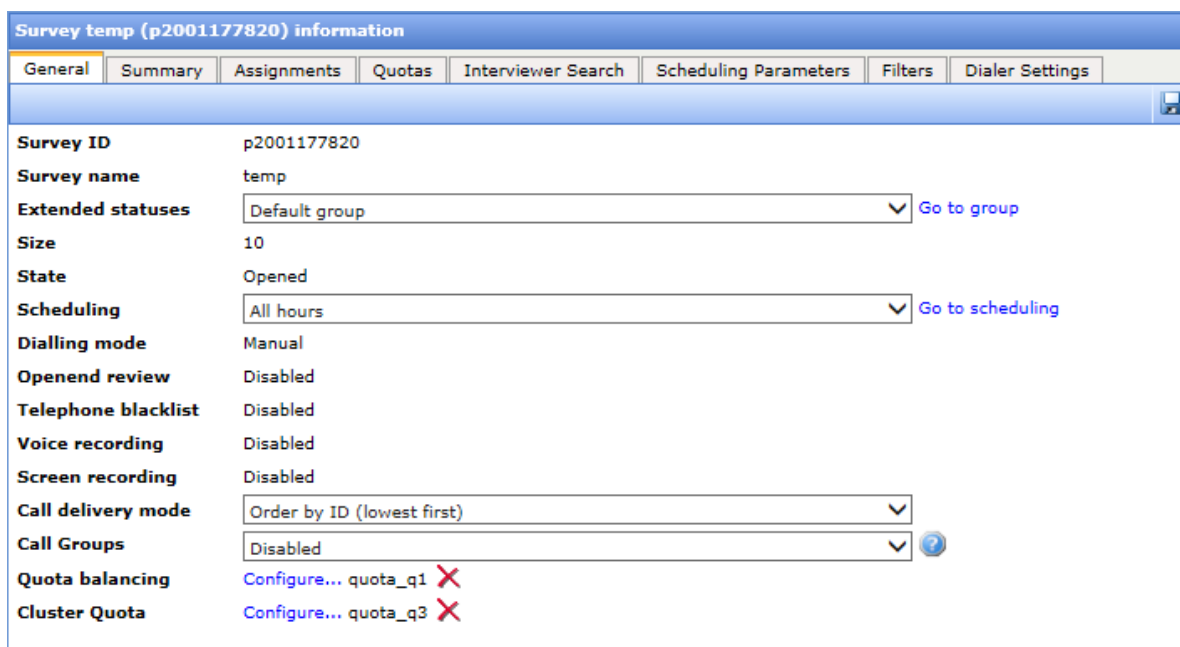 Survey temp (p2001177820) information
General Summary Assignments Quotas Interviewer Search Scheduling Parameters Filters Dialer Settings
Survey ID p2001177820
Survey name temp
Extended statuses Default group Go to group
Size 10
State Opened
Scheduling All hours Go to scheduling
Dialling mode Manual
Openend review Disabled
Telephone blacklist Disabled
Voice recording Disabled
Screen recording Disabled
Call delivery mode Order by ID (lowest first)
Call Groups Disabled ?
Quota balancing Configure... quota_q1
Cluster Quota Configure... quota_q3